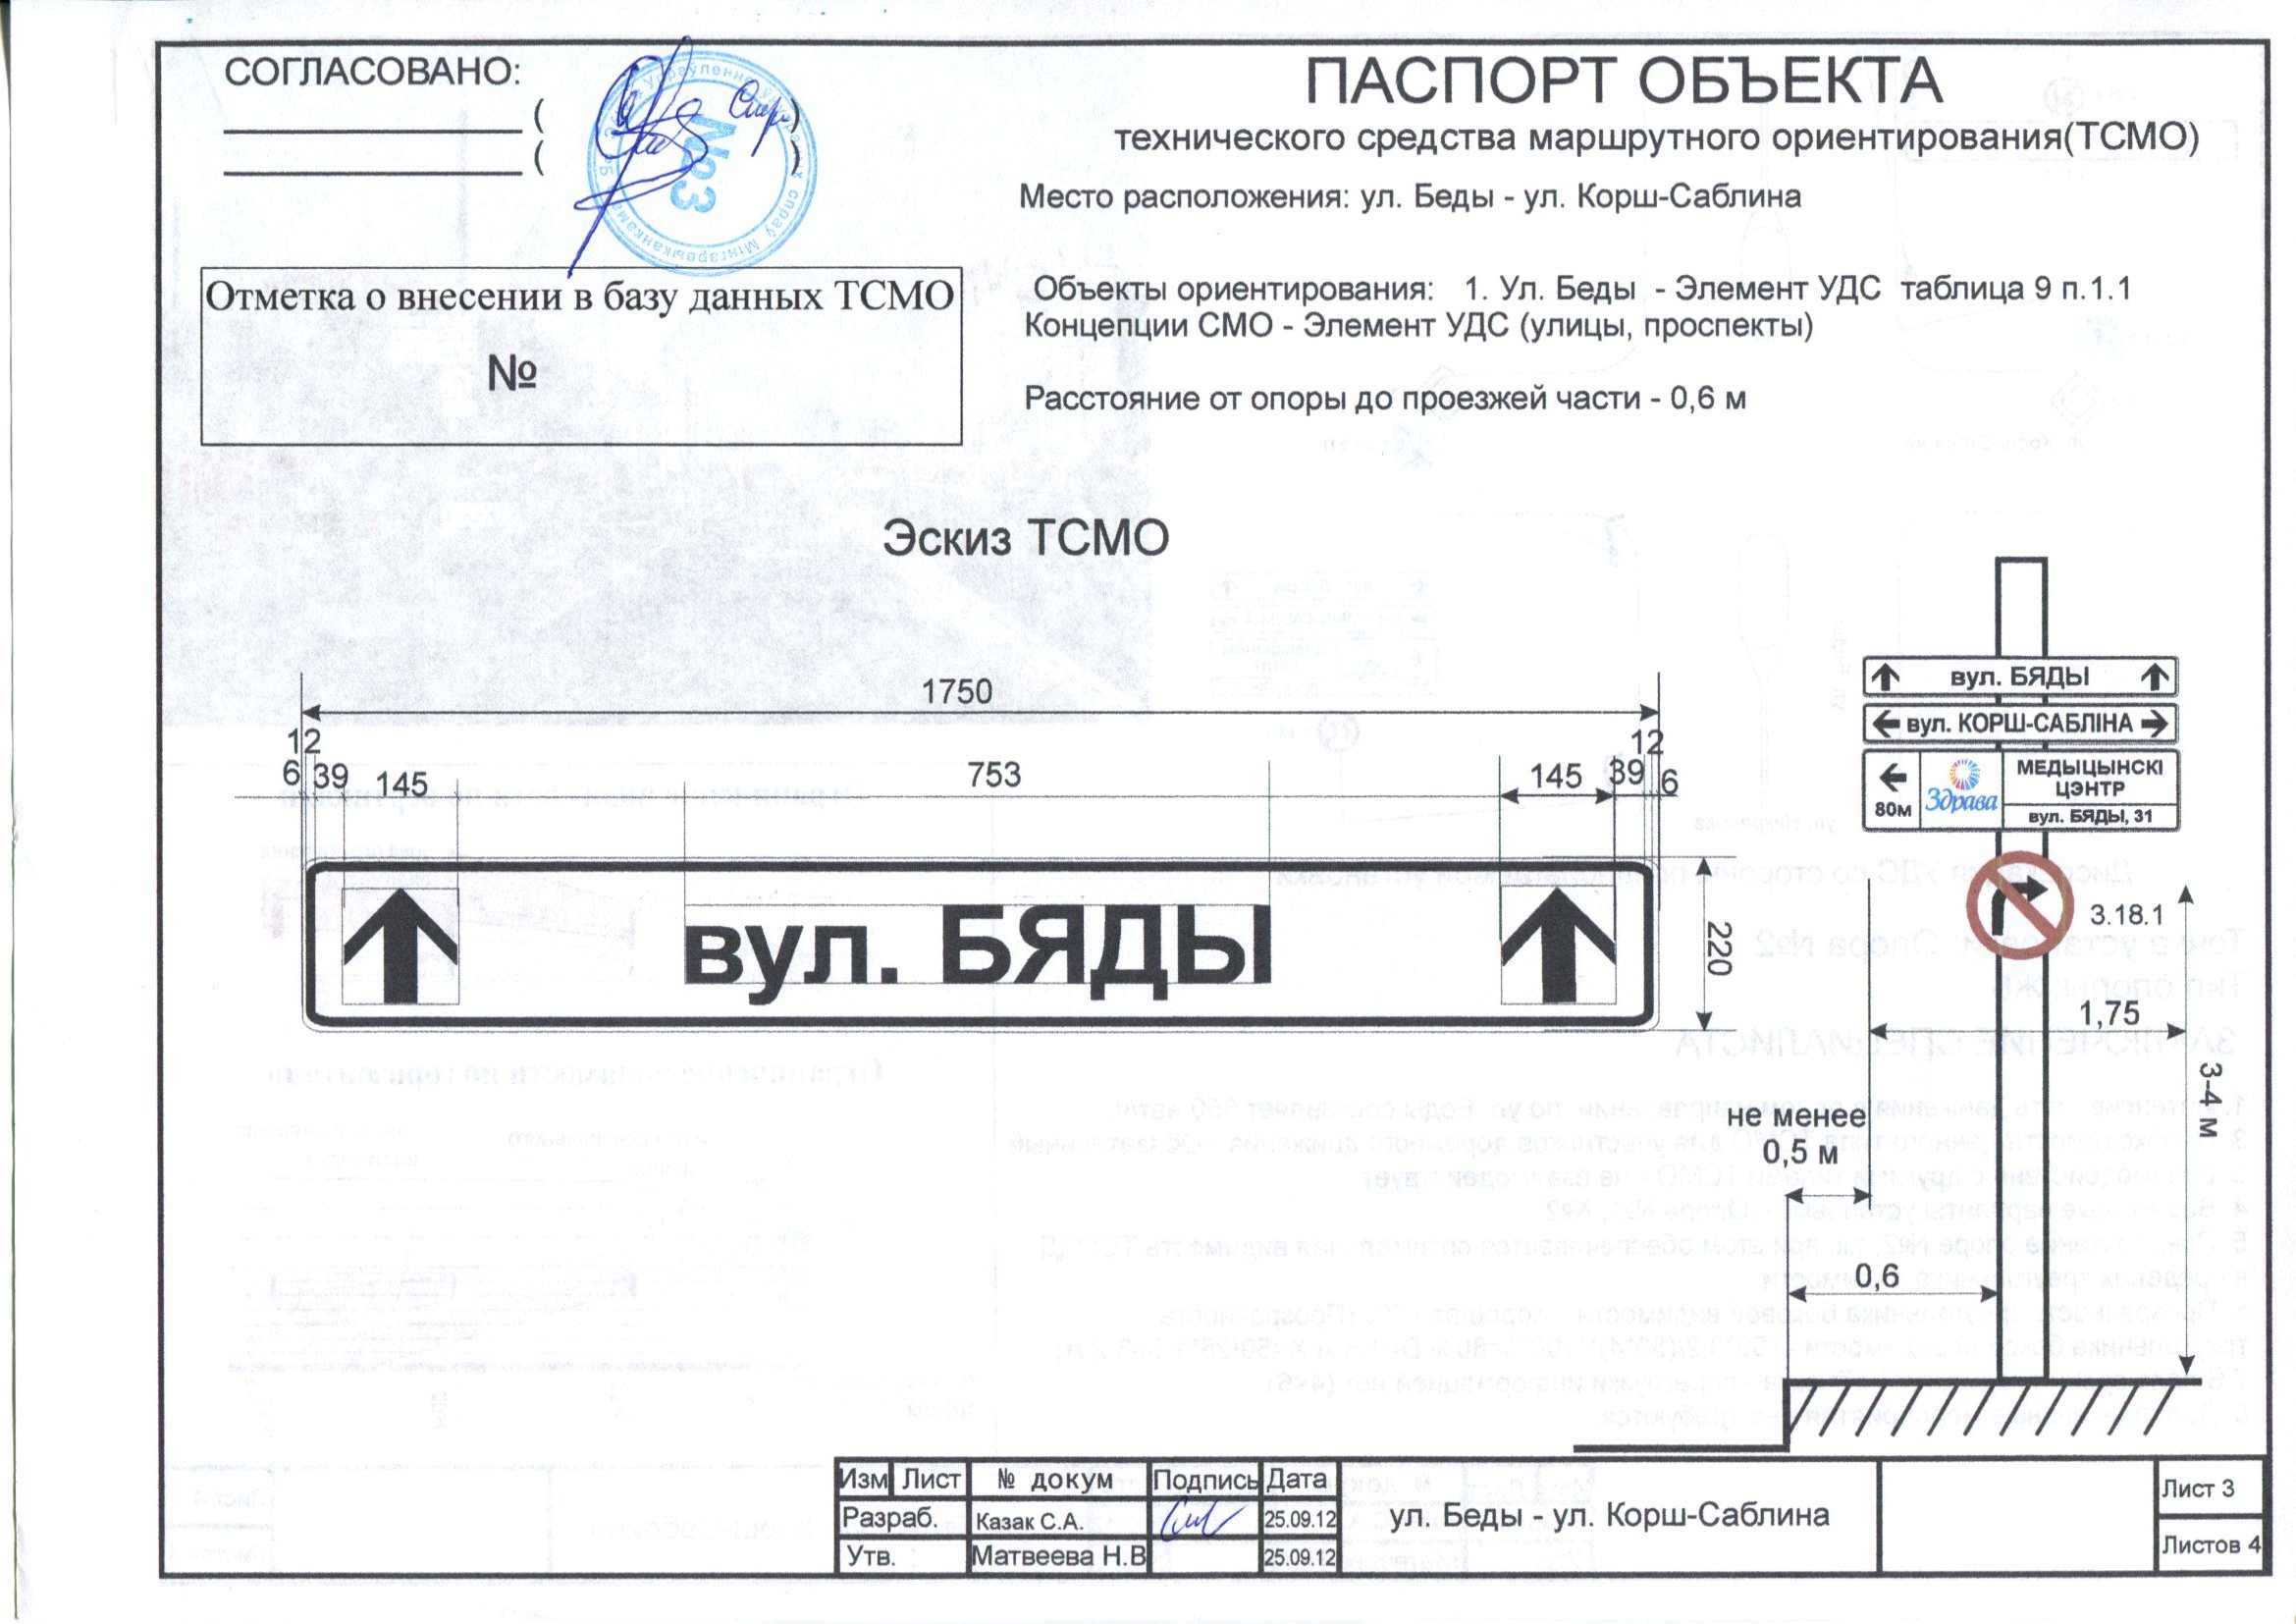 СОГЛАСОВАНО:
( )
( )
№3
ПАСПОРТ ОБЪЕКТА
технического средства маршрутного ориентирования(ТСМО)
Место расположения: ул. Беды - ул. Корш-Саблина
Отметка о внесении в базу данных ТСМО
№
Объекты ориентирования: 1. Ул. Беды - Элемент УДС таблица 9 п.1.1
Концепции СМО - Элемент УДС (улицы, проспекты)
Расстояние от опоры до проезжей части - 0,6 м
Эскиз ТСМО
1750
12
12
6 39 145
753
145 39 6
вул. БЯДЫ
220
вул. БЯДЫ
вул. КОРШ-САБЛІНА
80м
Здрава
МЕДЫЦЫНСКІ
ЦЭНТР
вул. БЯДЫ, 31
3.18.1
1,75
3-4 м
не менее
0,5 м
0,6
Изм Лист № докум Подпись Дата
Разраб. Казак С.А. 25.09.12
Утв. Матвеева Н.В 25.09.12
ул. Беды - ул. Корш-Саблина
Лист 3
Листов 4